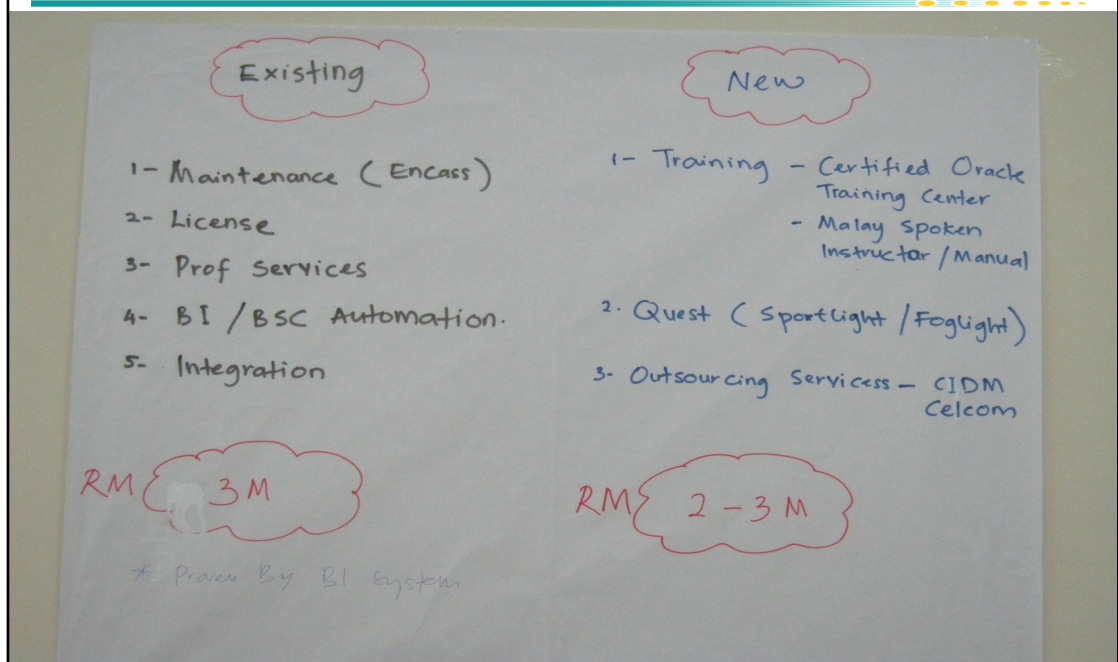 Existing
1- Maintenance (Encass)
2- License
3- Prof Services
4- BI / BSC Automation.
5- Integration
RM 3M
* Proven By BI System
New
1- Training - Certified Oracle
Training Center
- Malay Spoken
Instructor / Manual
2. Quest (Sportlight / Foglight)
3- Outsourcing Servicess - CIDM
Celcom
RM 2 - 3 M